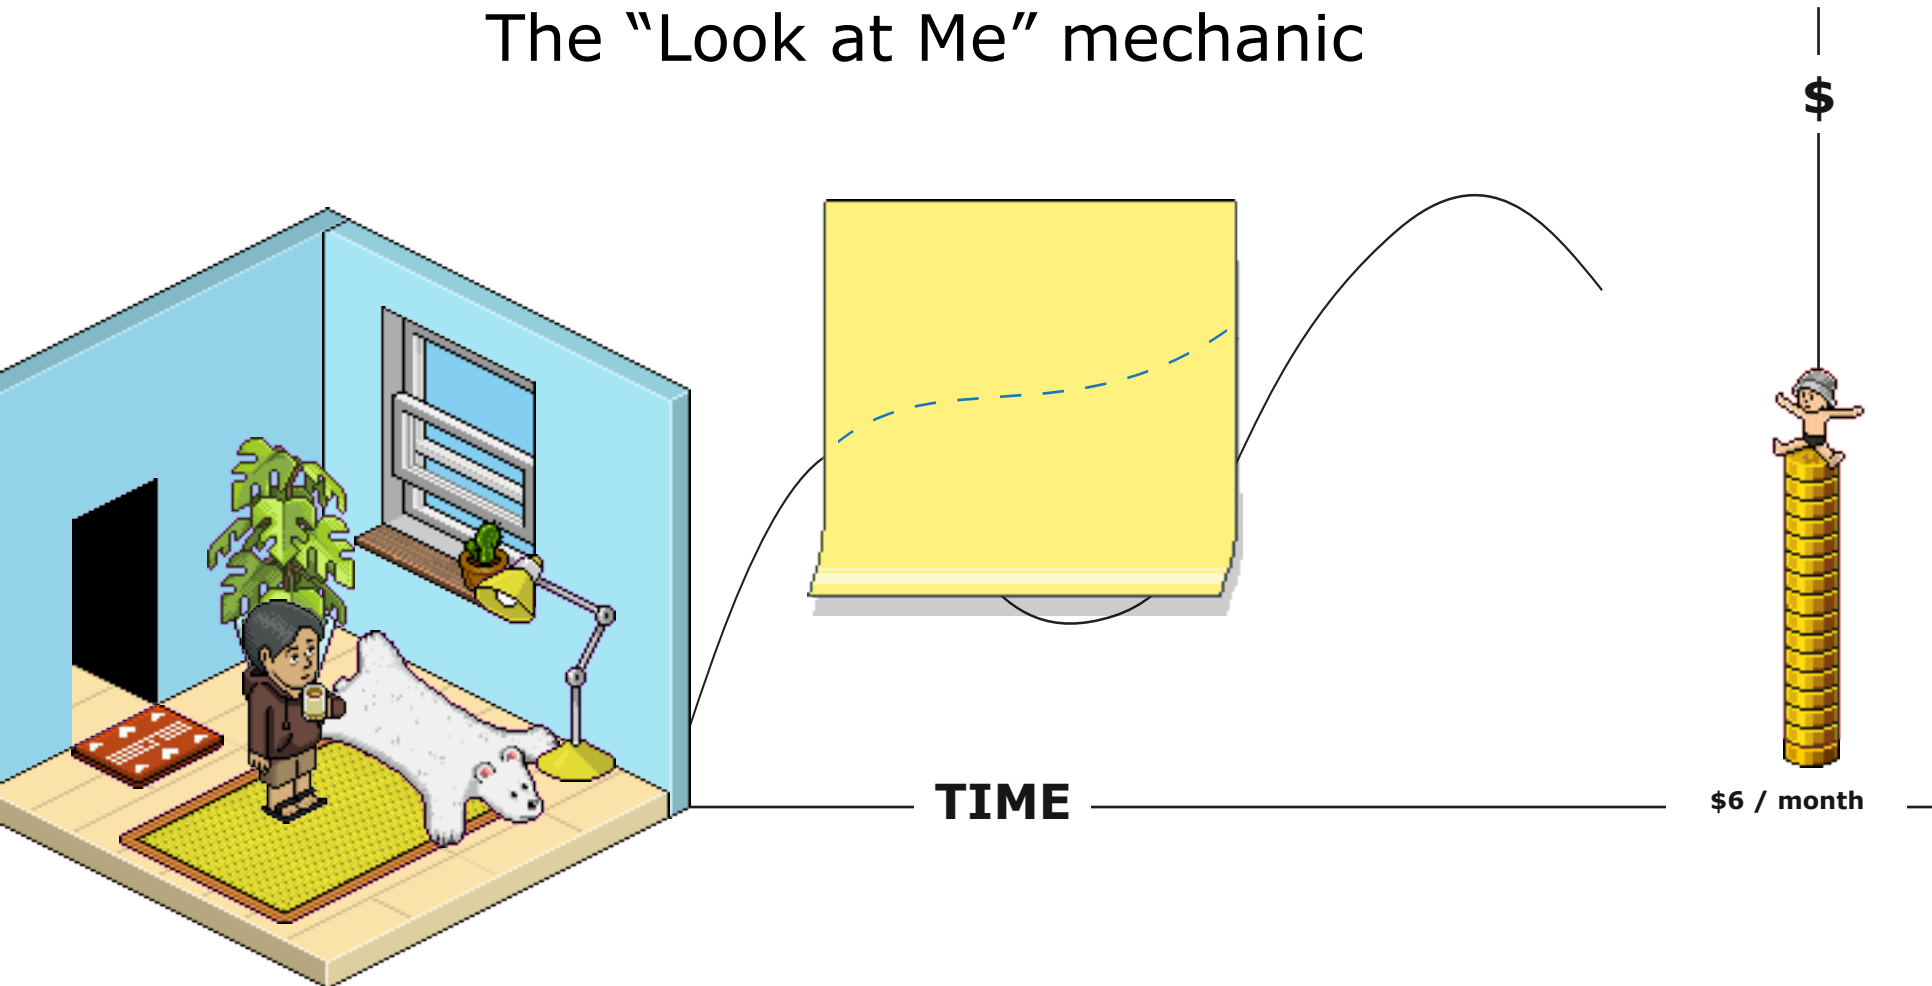 The “Look at Me” mechanic
$
TIME
$6 / month